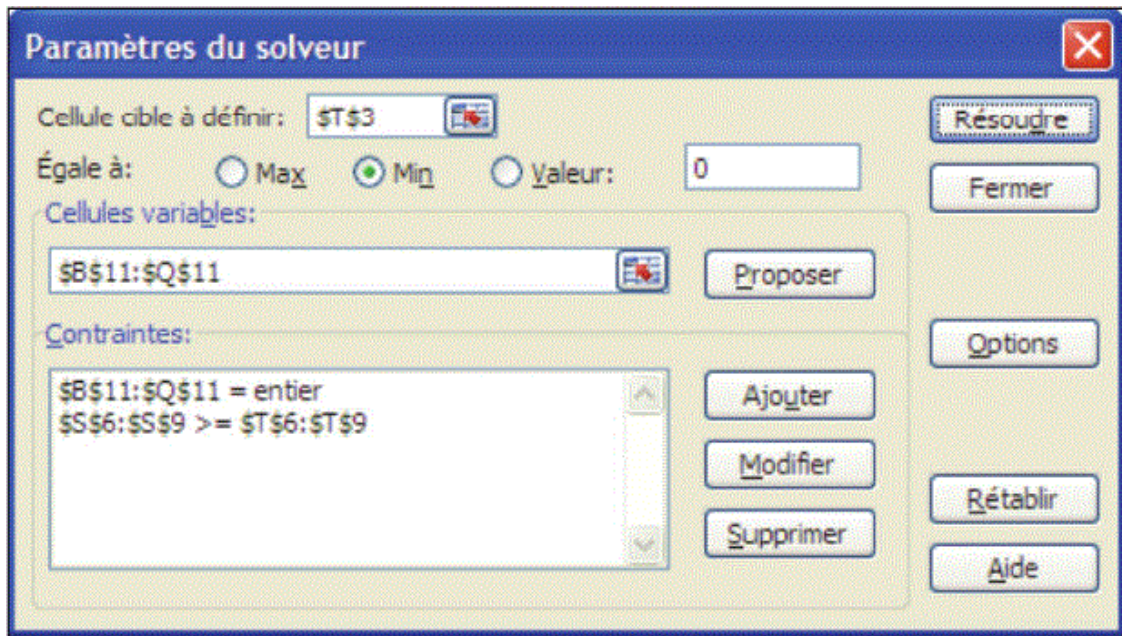 Paramètres du solveur
Cellule cible à définir: $T$3
Résoudre
Égale à: Max Min Valeur: 0
Fermer
Cellules variables:
$B$11:$Q$11
Proposer
Contraintes:
Options
$B$11:$Q$11 = entier
Ajouter
$S$6:$S$9 >= $T$6:$T$9
Modifier
Rétablir
Supprimer
Aide